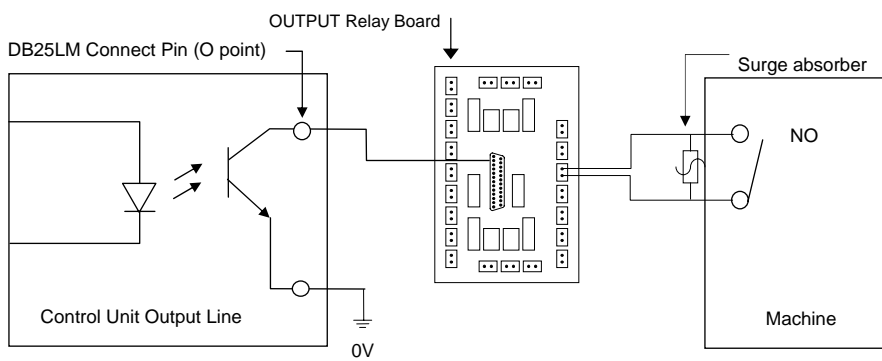 OUTPUT Relay Board
DB25LM Connect Pin (O point)
Surge absorber
NO
Control Unit Output Line
Machine
0V